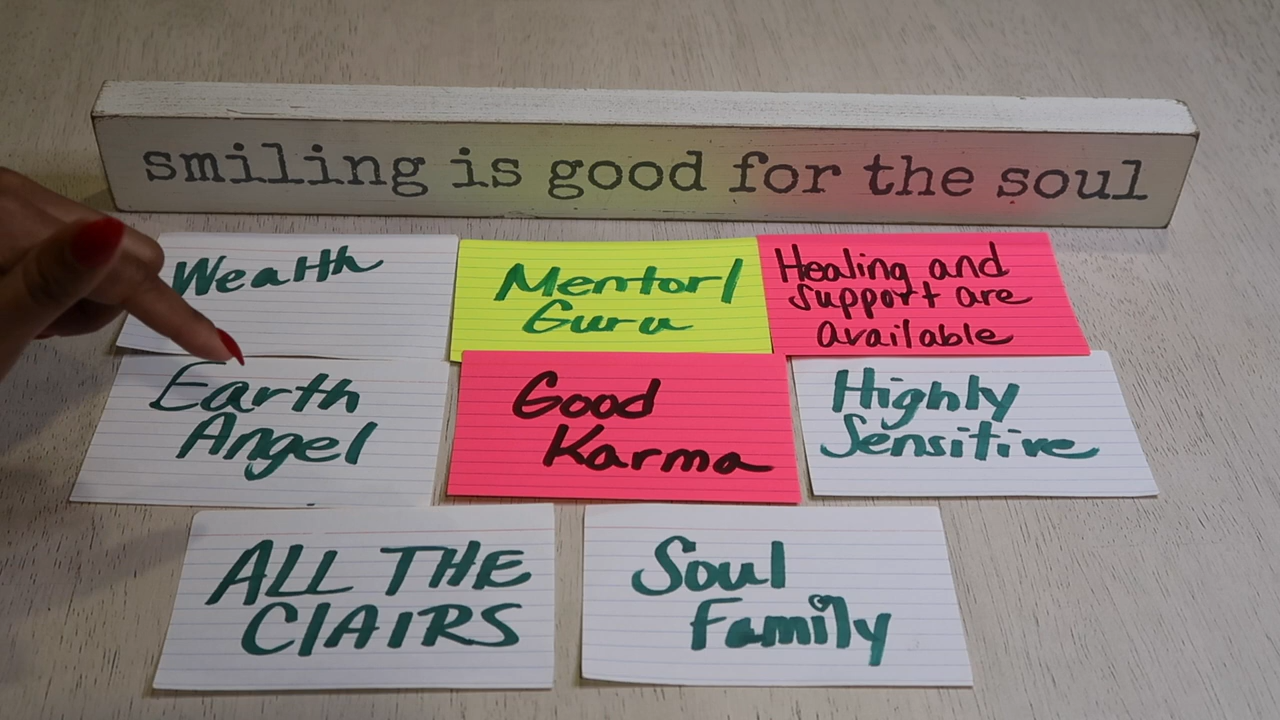 smiling is good for the soul
Wealth
Mentor/
Guru
Healing and
support are
available
Earth
Angel
Good
Karma
Highly
Sensitive
ALL THE
ClAIRS
Soul
Family